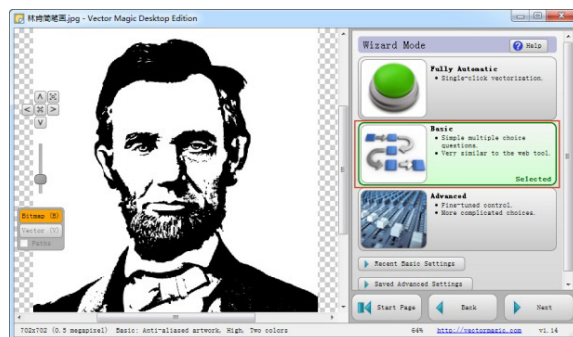 林肯简笔画.jpg - Vector Magic Desktop Edition
Wizard Mode
Help
Fully Automatic
• Single-click vectorization.
Basic
• Simple multiple choice
questions.
• Very similar to the web tool.
Selected
Advanced
• Fine-tuned control.
• More complicated choices.
Bitmap (B)
Vector (V)
Paths
Recent Basic Settings
Saved Advanced Settings
Start Page
Back
Next
702x702 (0.5 megapixel) Basic: Anti-aliased artwork, High, Two colors
64%
http://vectormagic.com
v1.14